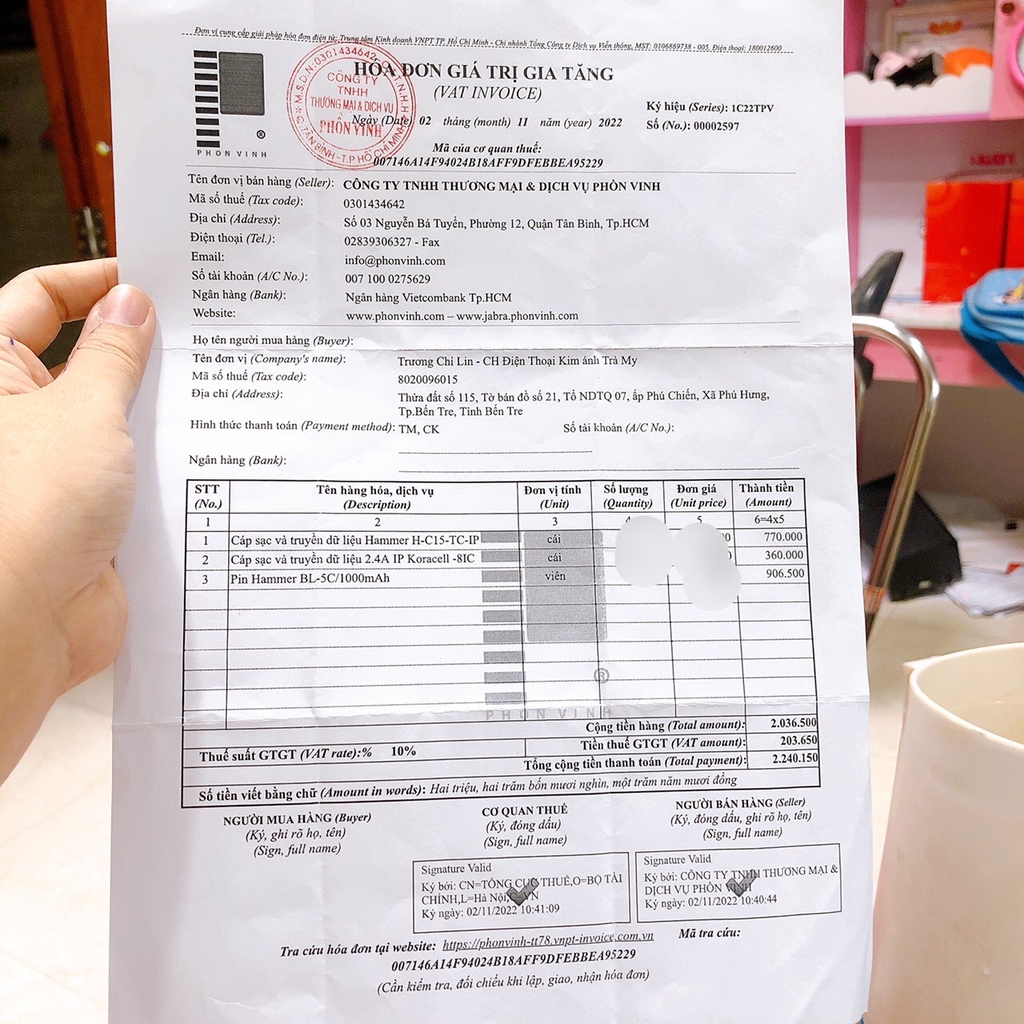 Đơn vị cung cấp giải pháp hóa đơn điện tử: Trung tâm Kinh doanh VNPT TP. Hồ Chí Minh - Chi nhánh Tổng Công ty Dịch vụ Viễn thông, MST: 0106869738 - 005, Điện thoại: 18001260
PHON VINH
®
M.S.D.N:0301434642
CÔNG TY
TNHH
THƯƠNG MẠI & DỊCH VỤ
PHÒN VINH
TÂN BÌNH - T.P HỒ CHÍ MINH
HÓA ĐƠN GIÁ TRỊ GIA TĂNG
(VAT INVOICE)
Ngày (Date) 02 tháng (month) 11 năm (year) 2022
Ký hiệu (Series): 1C22TPV
Số (No.): 00002597
Mã của cơ quan thuế:
007146A14F94024B18AFF9DFEBBEA95229
Tên đơn vị bán hàng (Seller): CÔNG TY TNHH THƯƠNG MẠI & DỊCH VỤ PHÒN VINH
Mã số thuế (Tax code): 0301434642
Địa chỉ (Address): Số 03 Nguyễn Bá Tuyển, Phường 12, Quận Tân Bình, Tp.HCM
Điện thoại (Tel.): 02839306327 - Fax
Email: info@phonvinh.com
Số tài khoản (A/C No.): 007 100 0275629
Ngân hàng (Bank): Ngân hàng Vietcombank Tp.HCM
Website: www.phonvinh.com – www.jabra.phonvinh.com
Họ tên người mua hàng (Buyer):
Tên đơn vị (Company's name): Trương Chí Lin - CH Điện Thoại Kim ánh Trà My
Mã số thuế (Tax code): 8020096015
Địa chỉ (Address): Thửa đất số 115, Tờ bản đồ số 21, Tổ NDTQ 07, ấp Phú Chiến, Xã Phú Hưng,
Tp.Bến Tre, Tỉnh Bến Tre
Hình thức thanh toán (Payment method): TM, CK Số tài khoản (A/C No.):
Ngân hàng (Bank):
STT Tên hàng hóa, dịch vụ Đơn vị tính Số lượng Đơn giá Thành tiền
(No.) (Description) (Unit) (Quantity) (Unit price) (Amount)
1 2 3 4 5 6=4x5
1 Cáp sạc và truyền dữ liệu Hammer H-C15-TC-IP cái 770.000
2 Cáp sạc và truyền dữ liệu 2.4A IP Koracell -8IC cái 360.000
3 Pin Hammer BL-5C/1000mAh viên 906.500
®
PHON VINH
Cộng tiền hàng (Total amount): 2.036.500
Thuế suất GTGT (VAT rate):% 10% Tiền thuế GTGT (VAT amount): 203.650
Tổng cộng tiền thanh toán (Total payment): 2.240.150
Số tiền viết bằng chữ (Amount in words): Hai triệu, hai trăm bốn mươi nghìn, một trăm năm mươi đồng
NGƯỜI MUA HÀNG (Buyer)
(Ký, ghi rõ họ, tên)
(Sign, full name)
CƠ QUAN THUẾ
(Ký, đóng dấu)
(Sign, full name)
NGƯỜI BÁN HÀNG (Seller)
(Ký, đóng dấu, ghi rõ họ, tên)
(Sign, full name)
Signature Valid
Ký bởi: CN=TỔNG CỤC THUẾ,O=BỘ TÀI
CHÍNH,L=Hà Nội,C=VN
Ký ngày: 02/11/2022 10:41:09
Signature Valid
Ký bởi: CÔNG TY TNHH THƯƠNG MẠI &
DỊCH VỤ PHÒN VINH
Ký ngày: 02/11/2022 10:40:44
Tra cứu hóa đơn tại website: https://phonvinh-tt78.vnpt-invoice.com.vn Mã tra cứu:
007146A14F94024B18AFF9DFEBBEA95229
(Cần kiểm tra, đối chiếu khi lập, giao, nhận hóa đơn)